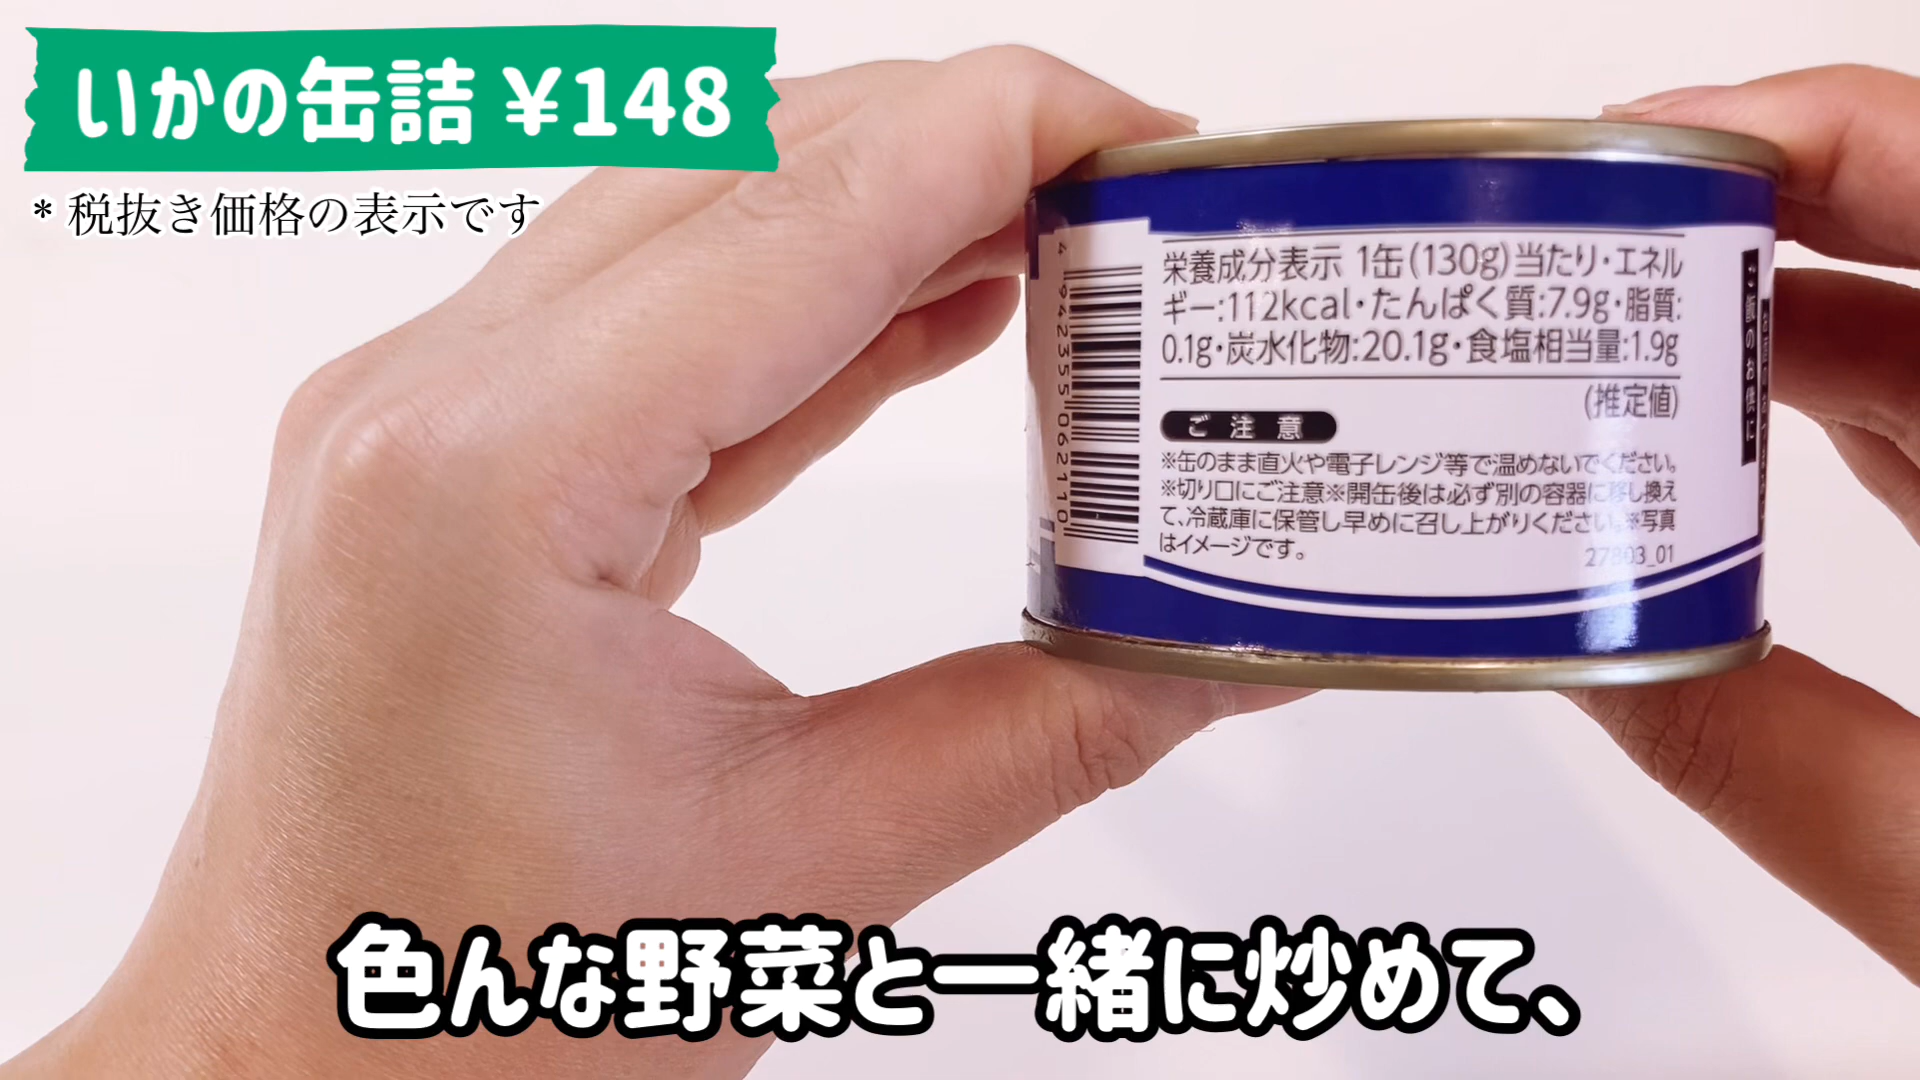 いかの缶詰 ¥148
*税抜き価格の表示です
栄養成分表示 1缶(130g)当たり・エネル
ギー:112kcal・たんぱく質:7.9g・脂質:
0.1g・炭水化物:20.1g・食塩相当量:1.9g
(推定値)
ご注意
※缶のまま直火や電子レンジ等で温めないでください。
※切り口にご注意※開缶後は必ず別の容器に移し換え
て、冷蔵庫に保管し早めに召し上がりください。※写真
はイメージです。
27803_01
4 942355 062110
色んな野菜と一緒に炒めて、